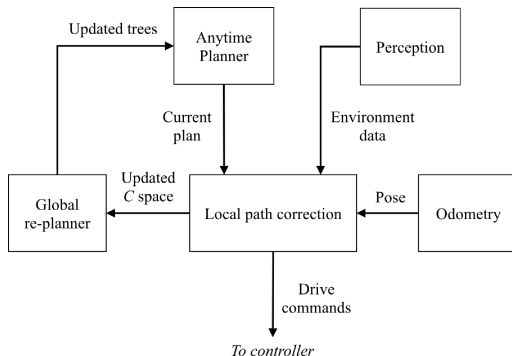 Updated trees
Anytime
Planner
Perception
Current
plan
Environment
data
Global
re-planner
Updated
C space
Local path correction
Pose
Odometry
Drive
commands
To controller